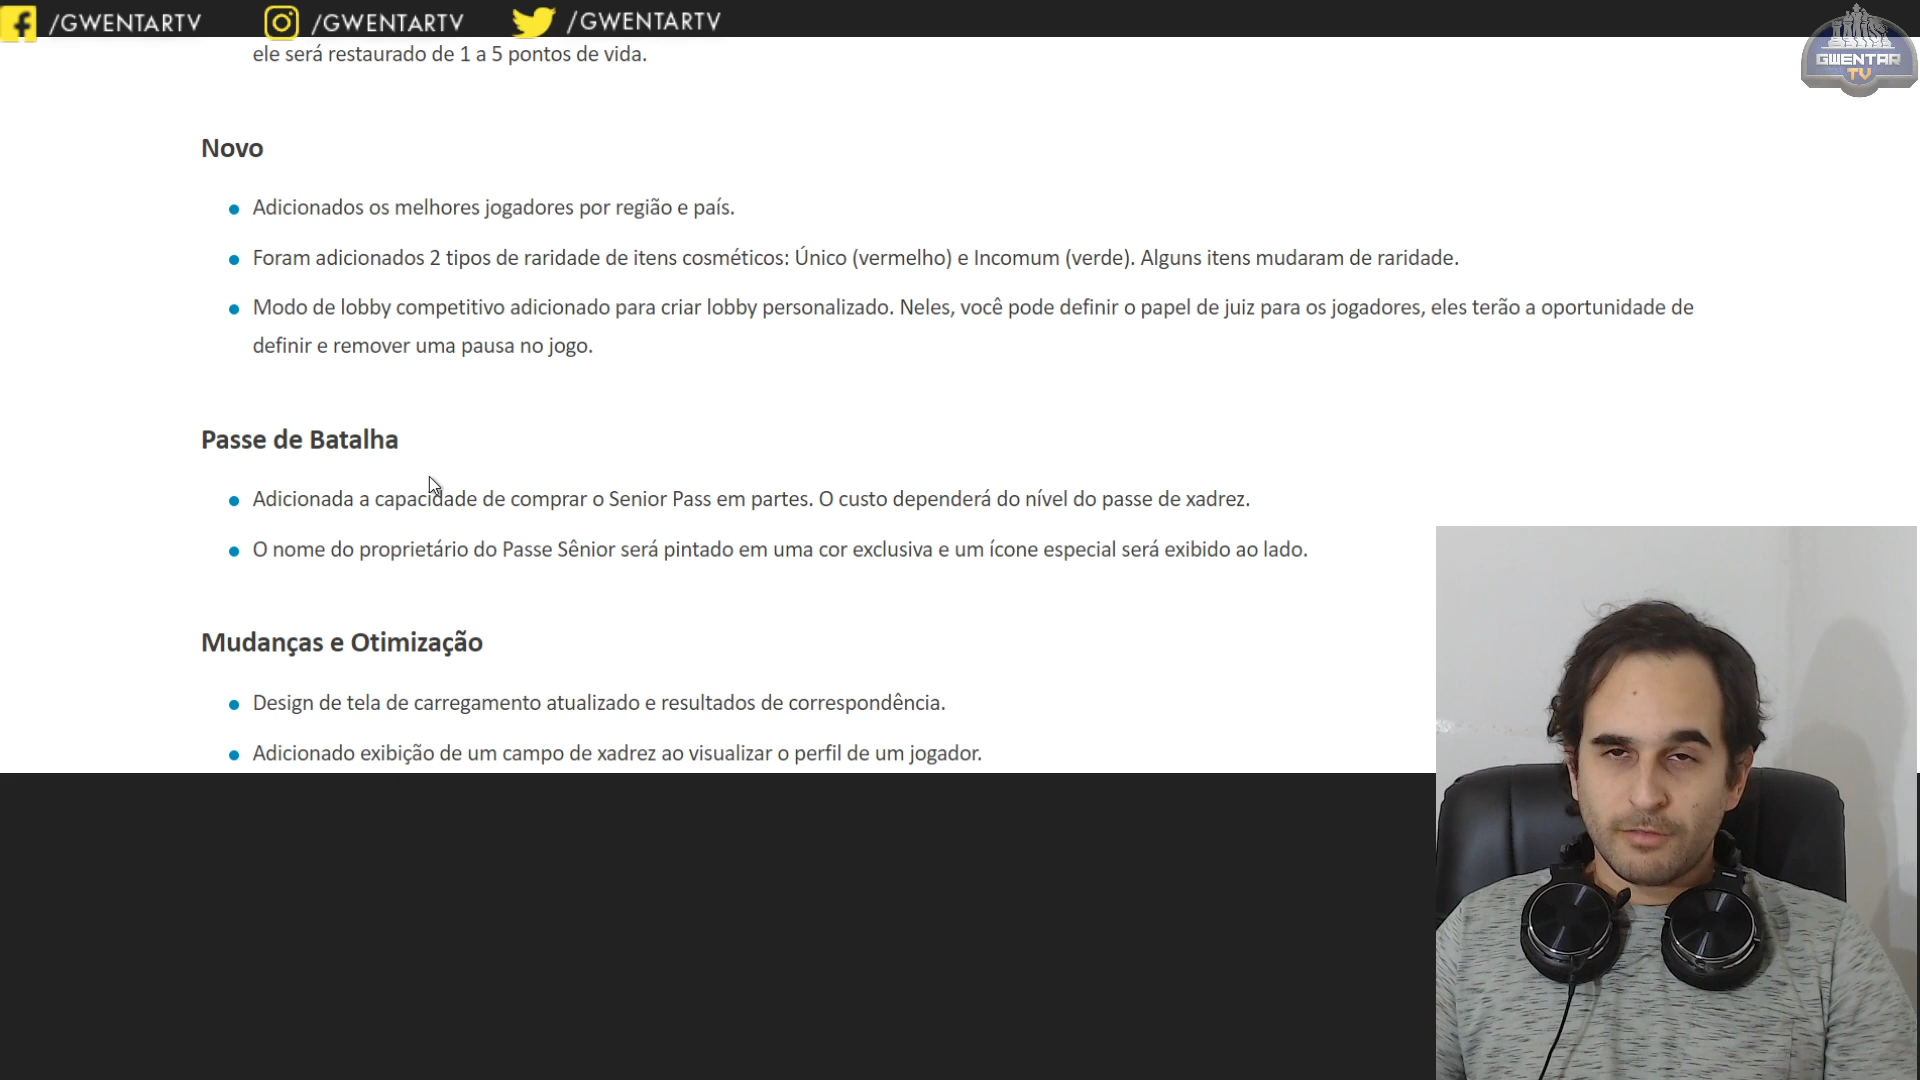 /GWENTARTV /GWENTARTV /GWENTARTV
GWENTAR
TV
ele será restaurado de 1 a 5 pontos de vida.
Novo
Adicionados os melhores jogadores por região e país.
Foram adicionados 2 tipos de raridade de itens cosméticos: Único (vermelho) e Incomum (verde). Alguns itens mudaram de raridade.
Modo de lobby competitivo adicionado para criar lobby personalizado. Neles, você pode definir o papel de juiz para os jogadores, eles terão a oportunidade de
definir e remover uma pausa no jogo.
Passe de Batalha
Adicionada a capacidade de comprar o Senior Pass em partes. O custo dependerá do nível do passe de xadrez.
O nome do proprietário do Passe Sênior será pintado em uma cor exclusiva e um ícone especial será exibido ao lado.
Mudanças e Otimização
Design de tela de carregamento atualizado e resultados de correspondência.
Adicionado exibição de um campo de xadrez ao visualizar o perfil de um jogador.